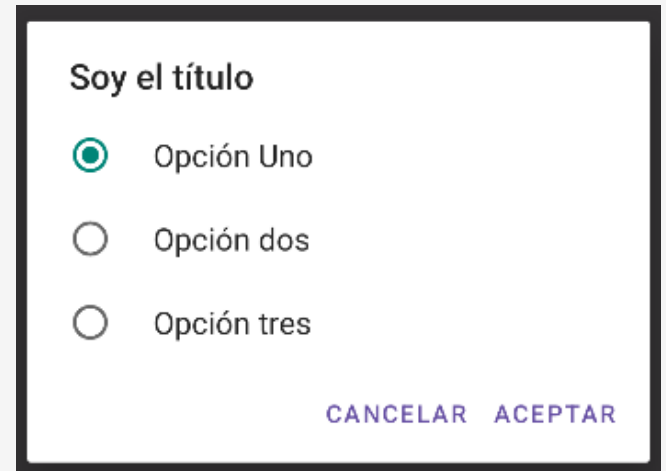 Soy el título
Opción Uno
Opción dos
Opción tres
CANCELAR ACEPTAR